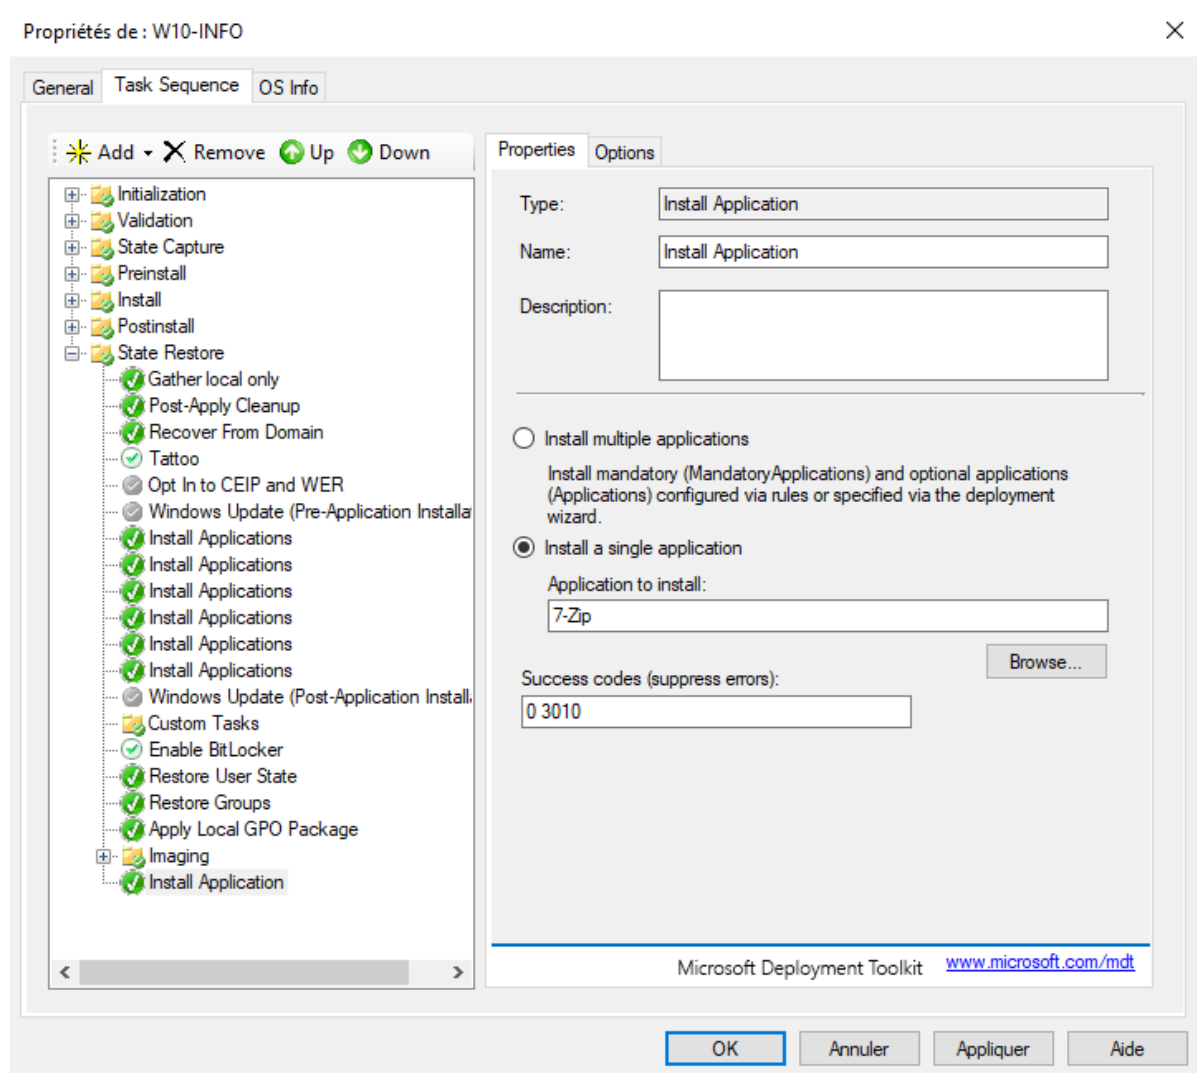 Propriétés de : W10-INFO
General
Task Sequence
OS Info
Add
Remove
Up
Down
Initialization
Validation
State Capture
Preinstall
Install
Postinstall
State Restore
Gather local only
Post-Apply Cleanup
Recover From Domain
Tattoo
Opt In to CEIP and WER
Windows Update (Pre-Application Installa
Install Applications
Install Applications
Install Applications
Install Applications
Install Applications
Install Applications
Windows Update (Post-Application Install
Custom Tasks
Enable BitLocker
Restore User State
Restore Groups
Apply Local GPO Package
Imaging
Install Application
Properties
Options
Type:
Install Application
Name:
Install Application
Description:
Install multiple applications
Install mandatory (MandatoryApplications) and optional applications
(Applications) configured via rules or specified via the deployment
wizard.
Install a single application
Application to install:
7-Zip
Browse...
Success codes (suppress errors):
0 3010
Microsoft Deployment Toolkit
www.microsoft.com/mdt
OK
Annuler
Appliquer
Aide